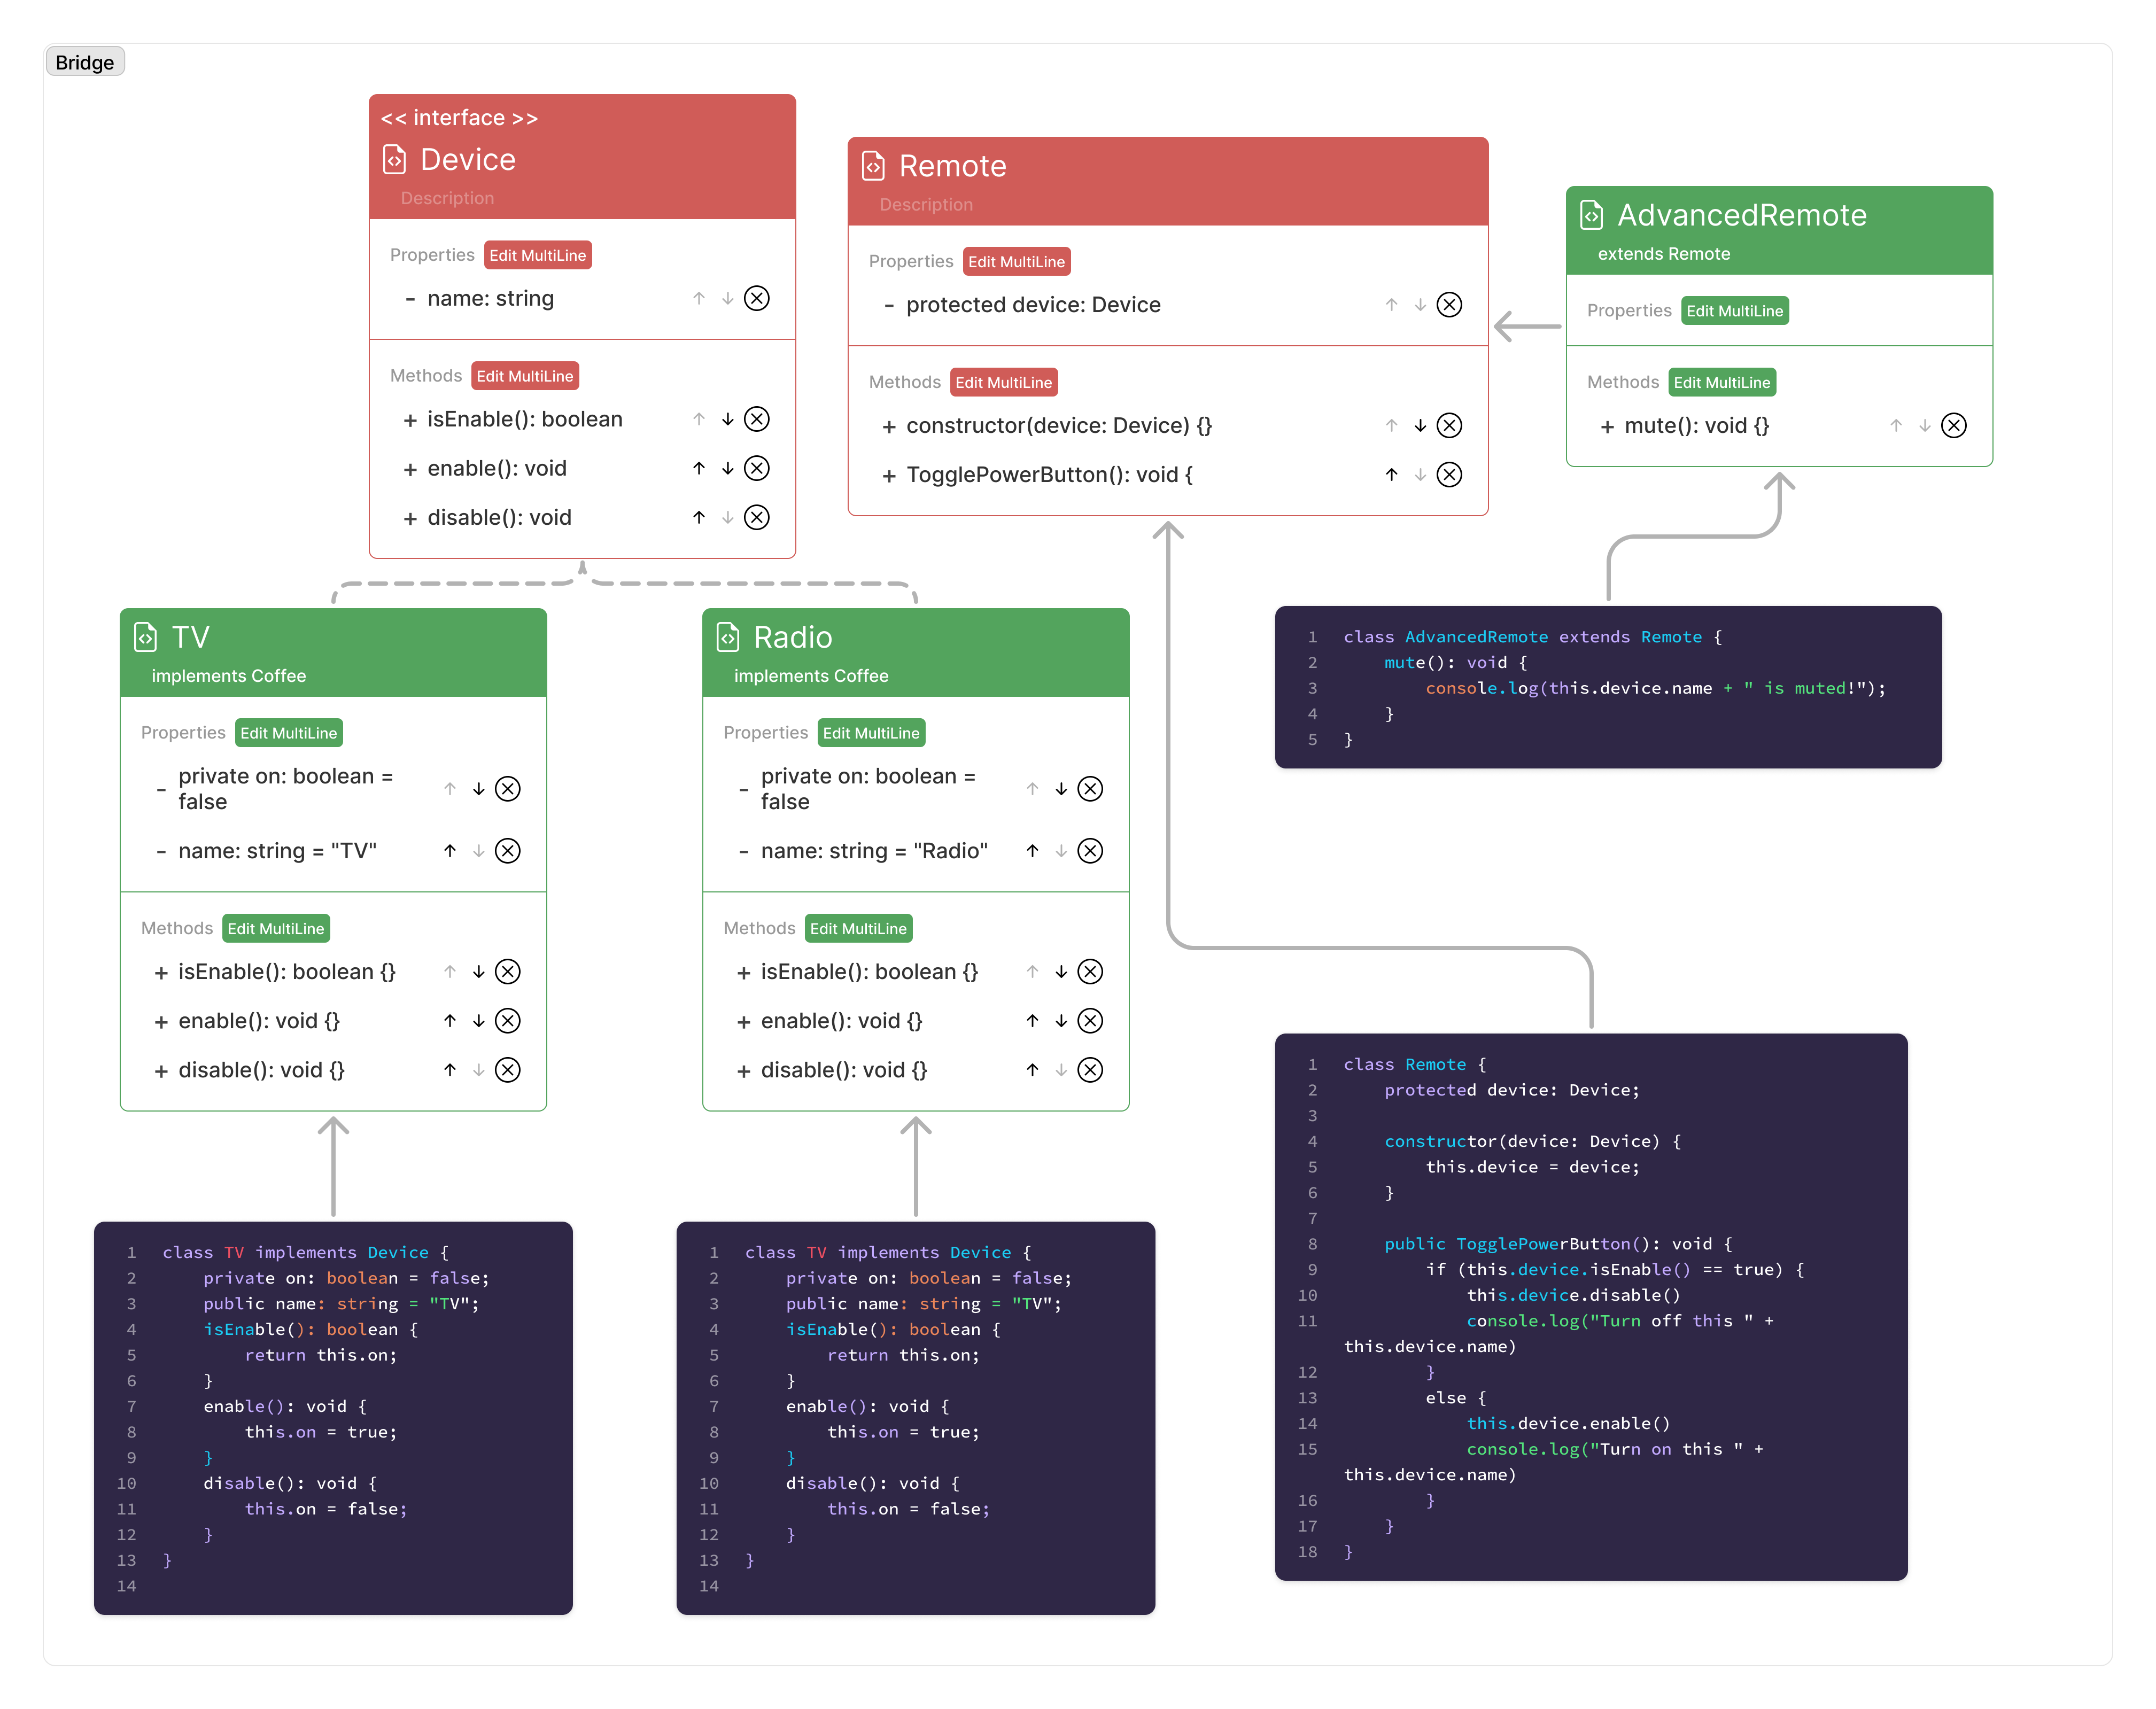 Bridge
<< interface >>
Device
Description
Properties Edit MultiLine
- name: string
Methods Edit MultiLine
+ isEnable(): boolean
+ enable(): void
+ disable(): void
Remote
Description
Properties Edit MultiLine
- protected device: Device
Methods Edit MultiLine
+ constructor(device: Device) {}
+ TogglePowerButton(): void {
AdvancedRemote
extends Remote
Properties Edit MultiLine
Methods Edit MultiLine
+ mute(): void {}
TV
implements Coffee
Properties Edit MultiLine
- private on: boolean =
false
- name: string = "TV"
Methods Edit MultiLine
+ isEnable(): boolean {}
+ enable(): void {}
+ disable(): void {}
Radio
implements Coffee
Properties Edit MultiLine
- private on: boolean =
false
- name: string = "Radio"
Methods Edit MultiLine
+ isEnable(): boolean {}
+ enable(): void {}
+ disable(): void {}
1 class AdvancedRemote extends Remote {
2 mute(): void {
3 console.log(this.device.name + " is muted!");
4 }
5 }
1 class TV implements Device {
2 private on: boolean = false;
3 public name: string = "TV";
4 isEnable(): boolean {
5 return this.on;
6 }
7 enable(): void {
8 this.on = true;
9 }
10 disable(): void {
11 this.on = false;
12 }
13 }
14
1 class TV implements Device {
2 private on: boolean = false;
3 public name: string = "TV";
4 isEnable(): boolean {
5 return this.on;
6 }
7 enable(): void {
8 this.on = true;
9 }
10 disable(): void {
11 this.on = false;
12 }
13 }
14
1 class Remote {
2 protected device: Device;
3
4 constructor(device: Device) {
5 this.device = device;
6 }
7
8 public TogglePowerButton(): void {
9 if (this.device.isEnable() == true) {
10 this.device.disable()
11 console.log("Turn off this " +
this.device.name)
12 }
13 else {
14 this.device.enable()
15 console.log("Turn on this " +
this.device.name)
16 }
17 }
18 }